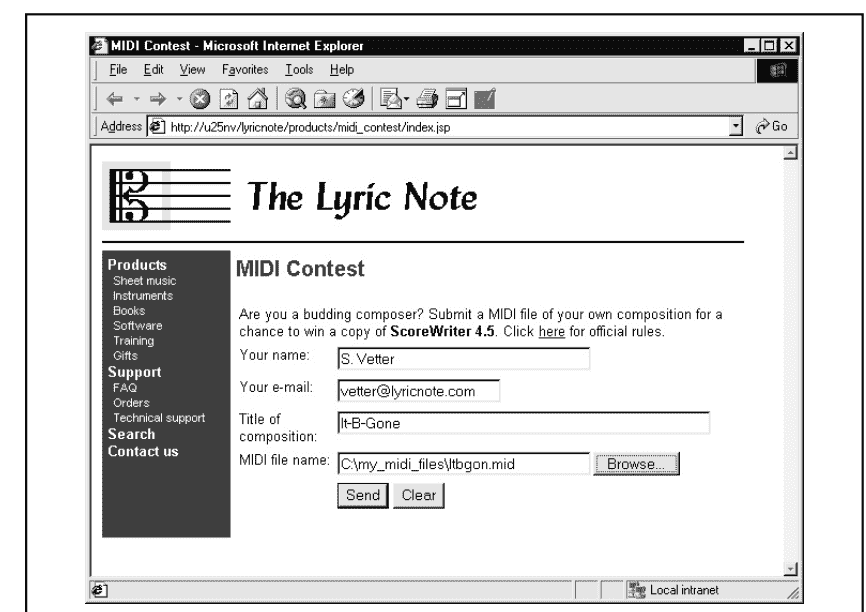 MIDI Contest - Microsoft Internet Explorer
File Edit View Favorites Tools Help
Address http://u25nv/lyricnote/products/midi_contest/index.jsp Go
The Lyric Note
Products
Sheet music
Instruments
Books
Software
Training
Gifts
Support
FAQ
Orders
Technical support
Search
Contact us
MIDI Contest
Are you a budding composer? Submit a MIDI file of your own composition for a
chance to win a copy of ScoreWriter 4.5. Click here for official rules.
Your name: S. Vetter
Your e-mail: vetter@lyricnote.com
Title of
composition: It-B-Gone
MIDI file name: C:\my_midi_files\Itbgon.mid Browse...
Send Clear
Local intranet